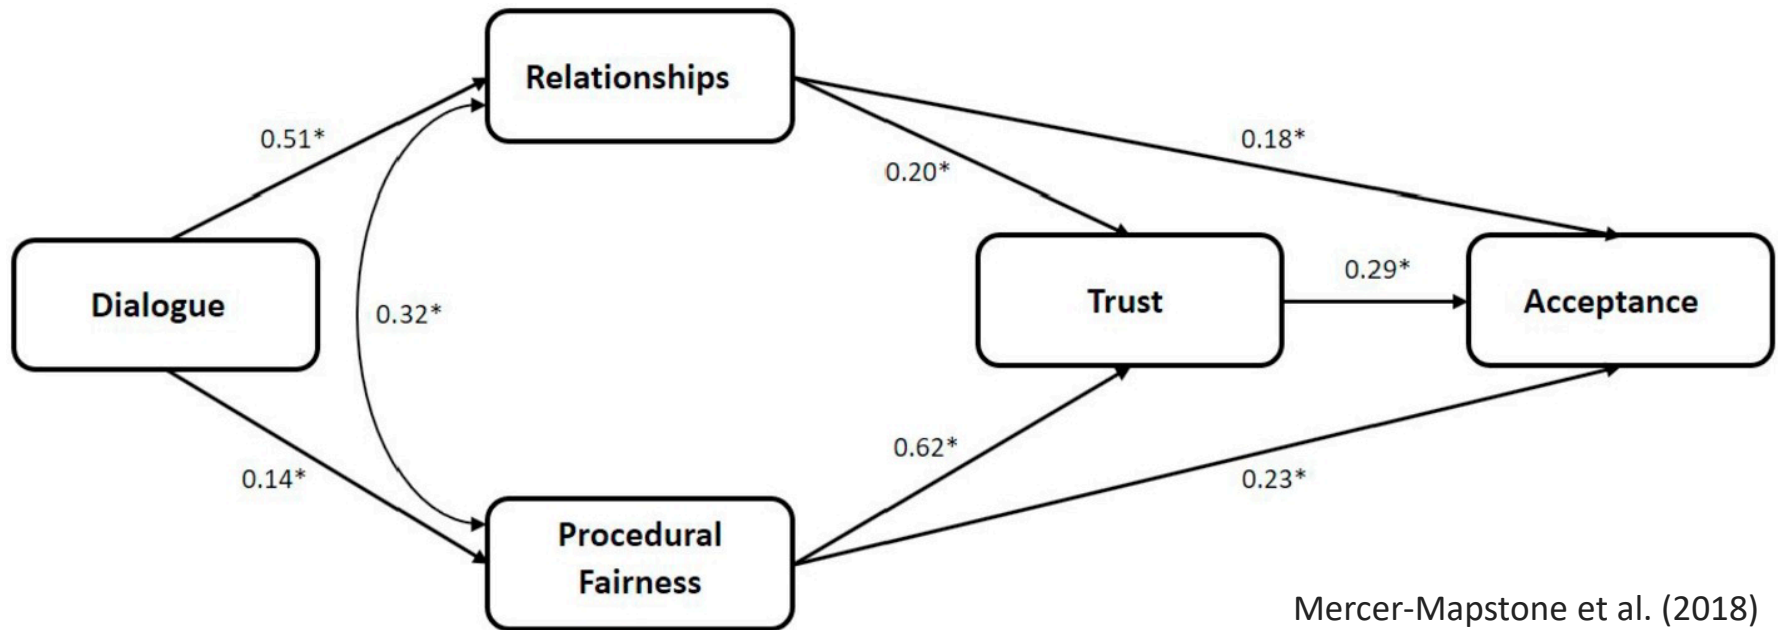 Relationships
0.51*
0.18*
0.20*
Dialogue
0.32*
Trust
0.29*
Acceptance
0.62*
0.14*
0.23*
Procedural
Fairness
Mercer-Mapstone et al. (2018)